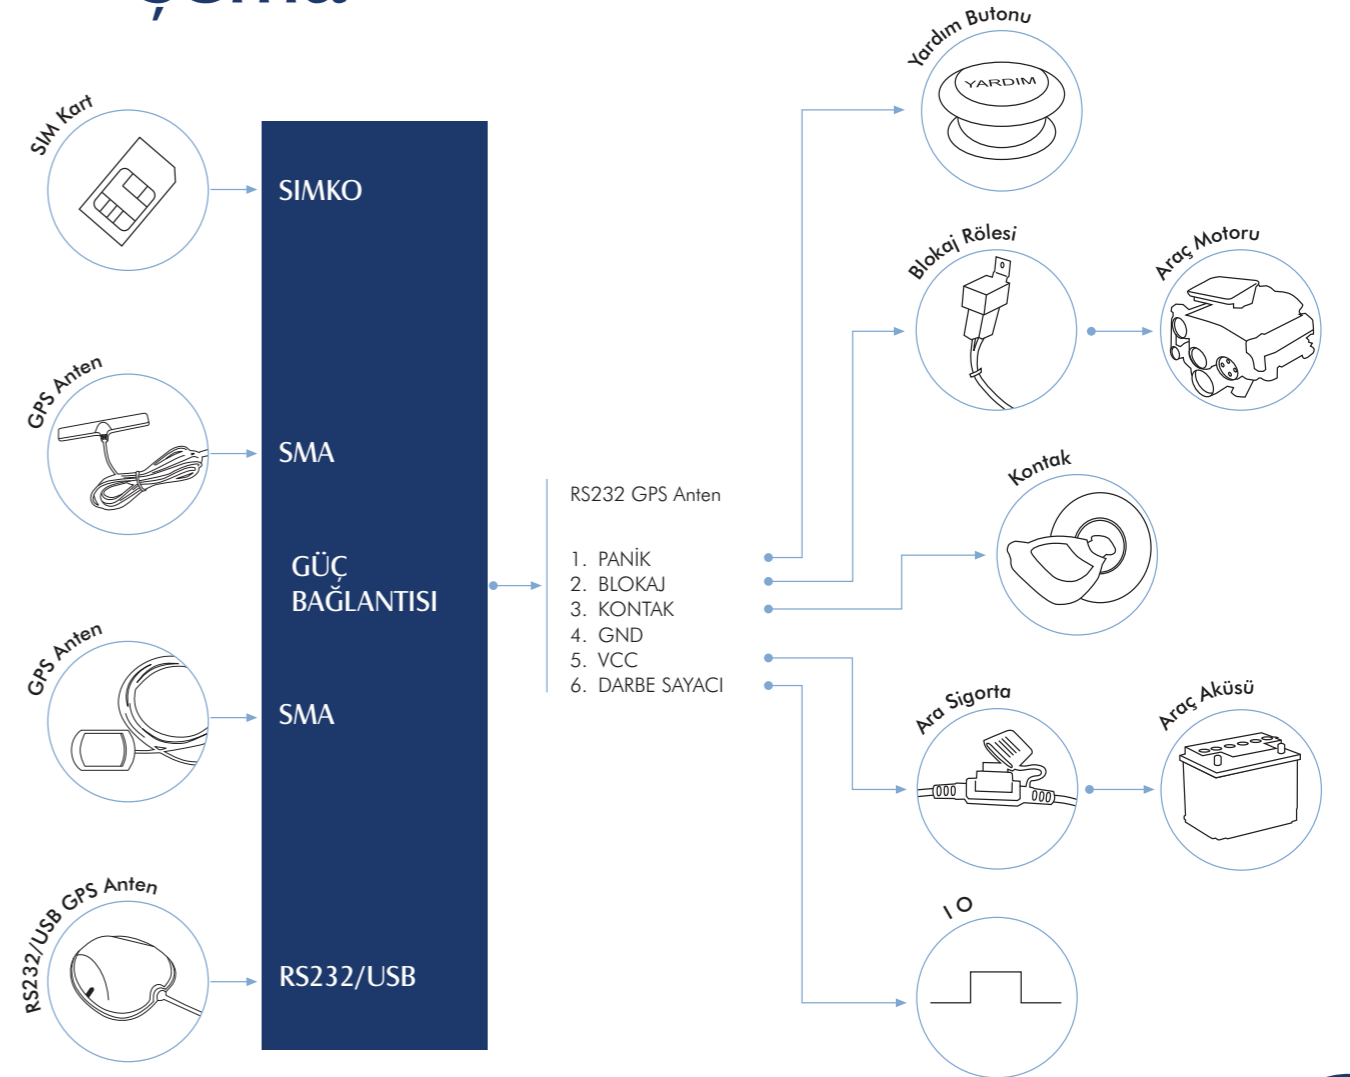 SIM Kart
SIMKO
GPS Anten
SMA
GÜÇ
BAĞLANTISI
GPS Anten
SMA
RS232/USB GPS Anten
RS232/USB
RS232 GPS Anten
1. PANİK
2. BLOKAJ
3. KONTAK
4. GND
5. VCC
6. DARBE SAYACI
Yardım Butonu
YARDIM
Blokaj Rölesi
Araç Motoru
Kontak
Ara Sigorta
Araç Aküsü
I O